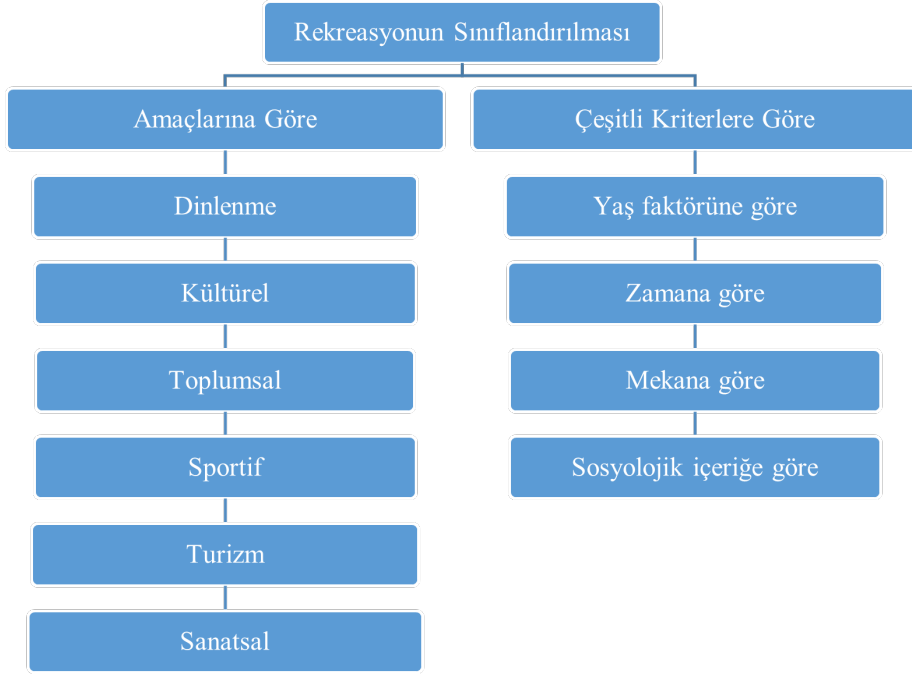 Rekreasyonun Sınıflandırılması
Amaçlarına Göre
Dinlenme
Kültürel
Toplumsal
Sportif
Turizm
Sanatsal
Çeşitli Kriterlere Göre
Yaş faktörüne göre
Zamana göre
Mekana göre
Sosyolojik içeriğe göre